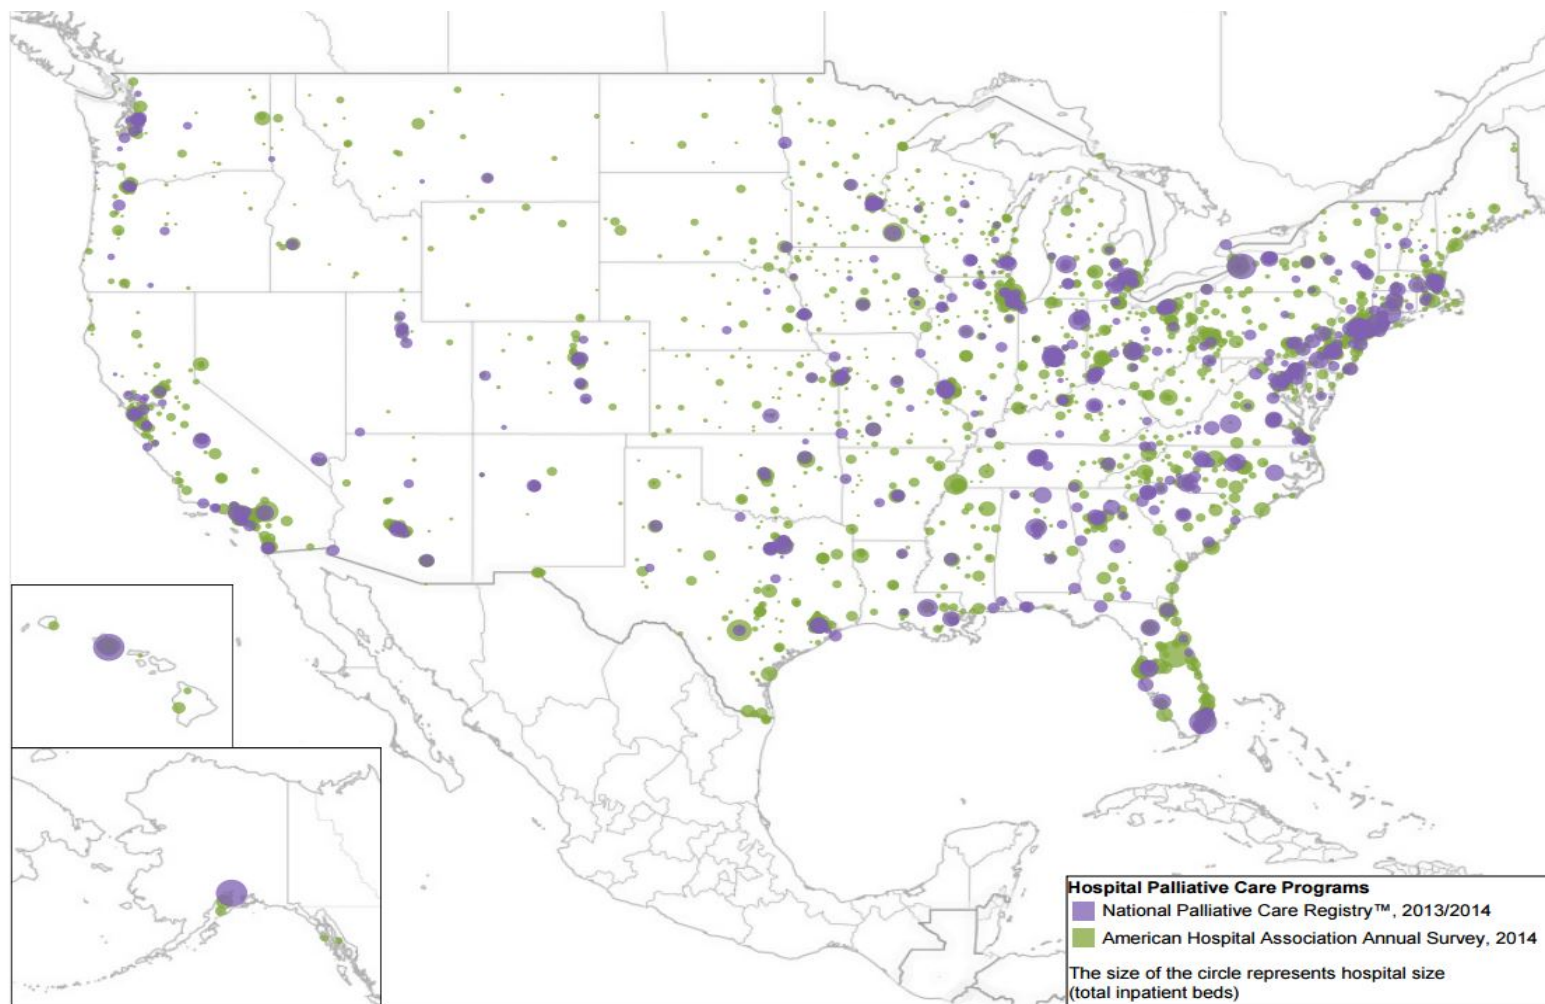 Hospital Palliative Care Programs
National Palliative Care Registry™, 2013/2014
American Hospital Association Annual Survey, 2014
The size of the circle represents hospital size
(total inpatient beds)